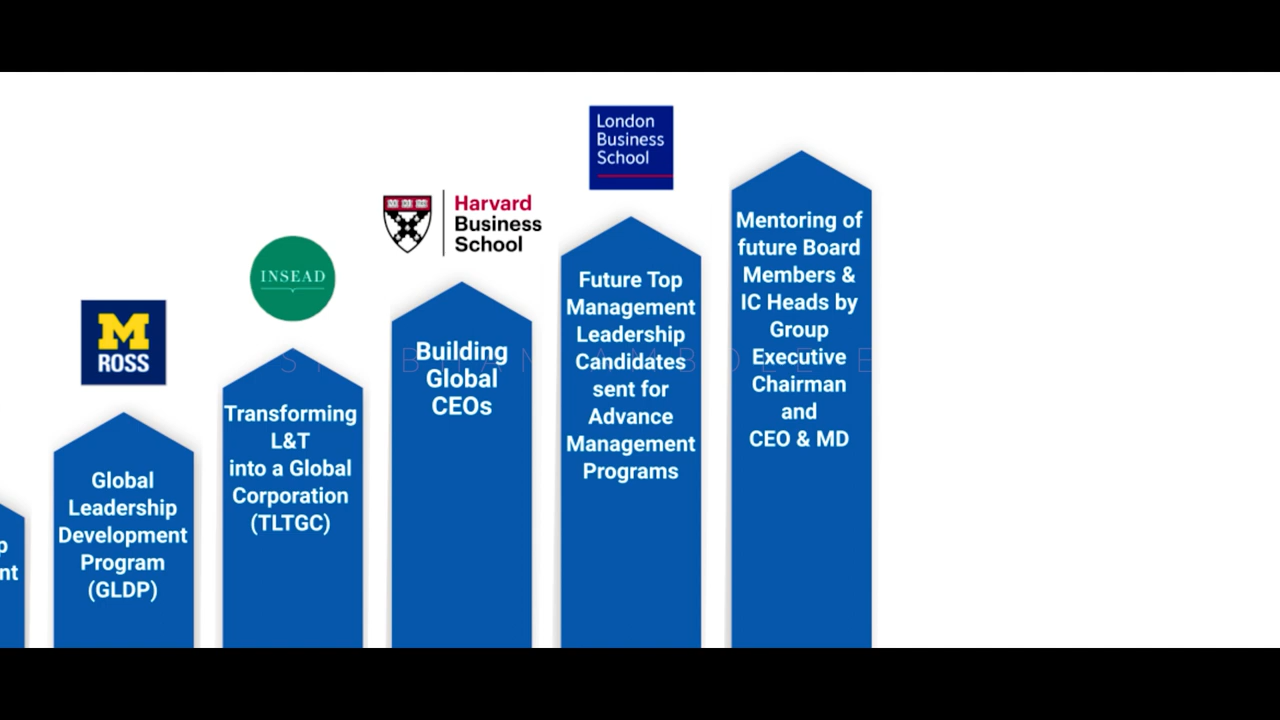 London
Business
School
Harvard
Business
School
INSEAD
M
ROSS
p
nt
Global
Leadership
Development
Program
(GLDP)
Transforming
L&T
into a Global
Corporation
(TLTGC)
Building
Global
CEOs
Future Top
Management
Leadership
Candidates
sent for
Advance
Management
Programs
Mentoring of
future Board
Members &
IC Heads by
Group
Executive
Chairman
and
CEO & MD